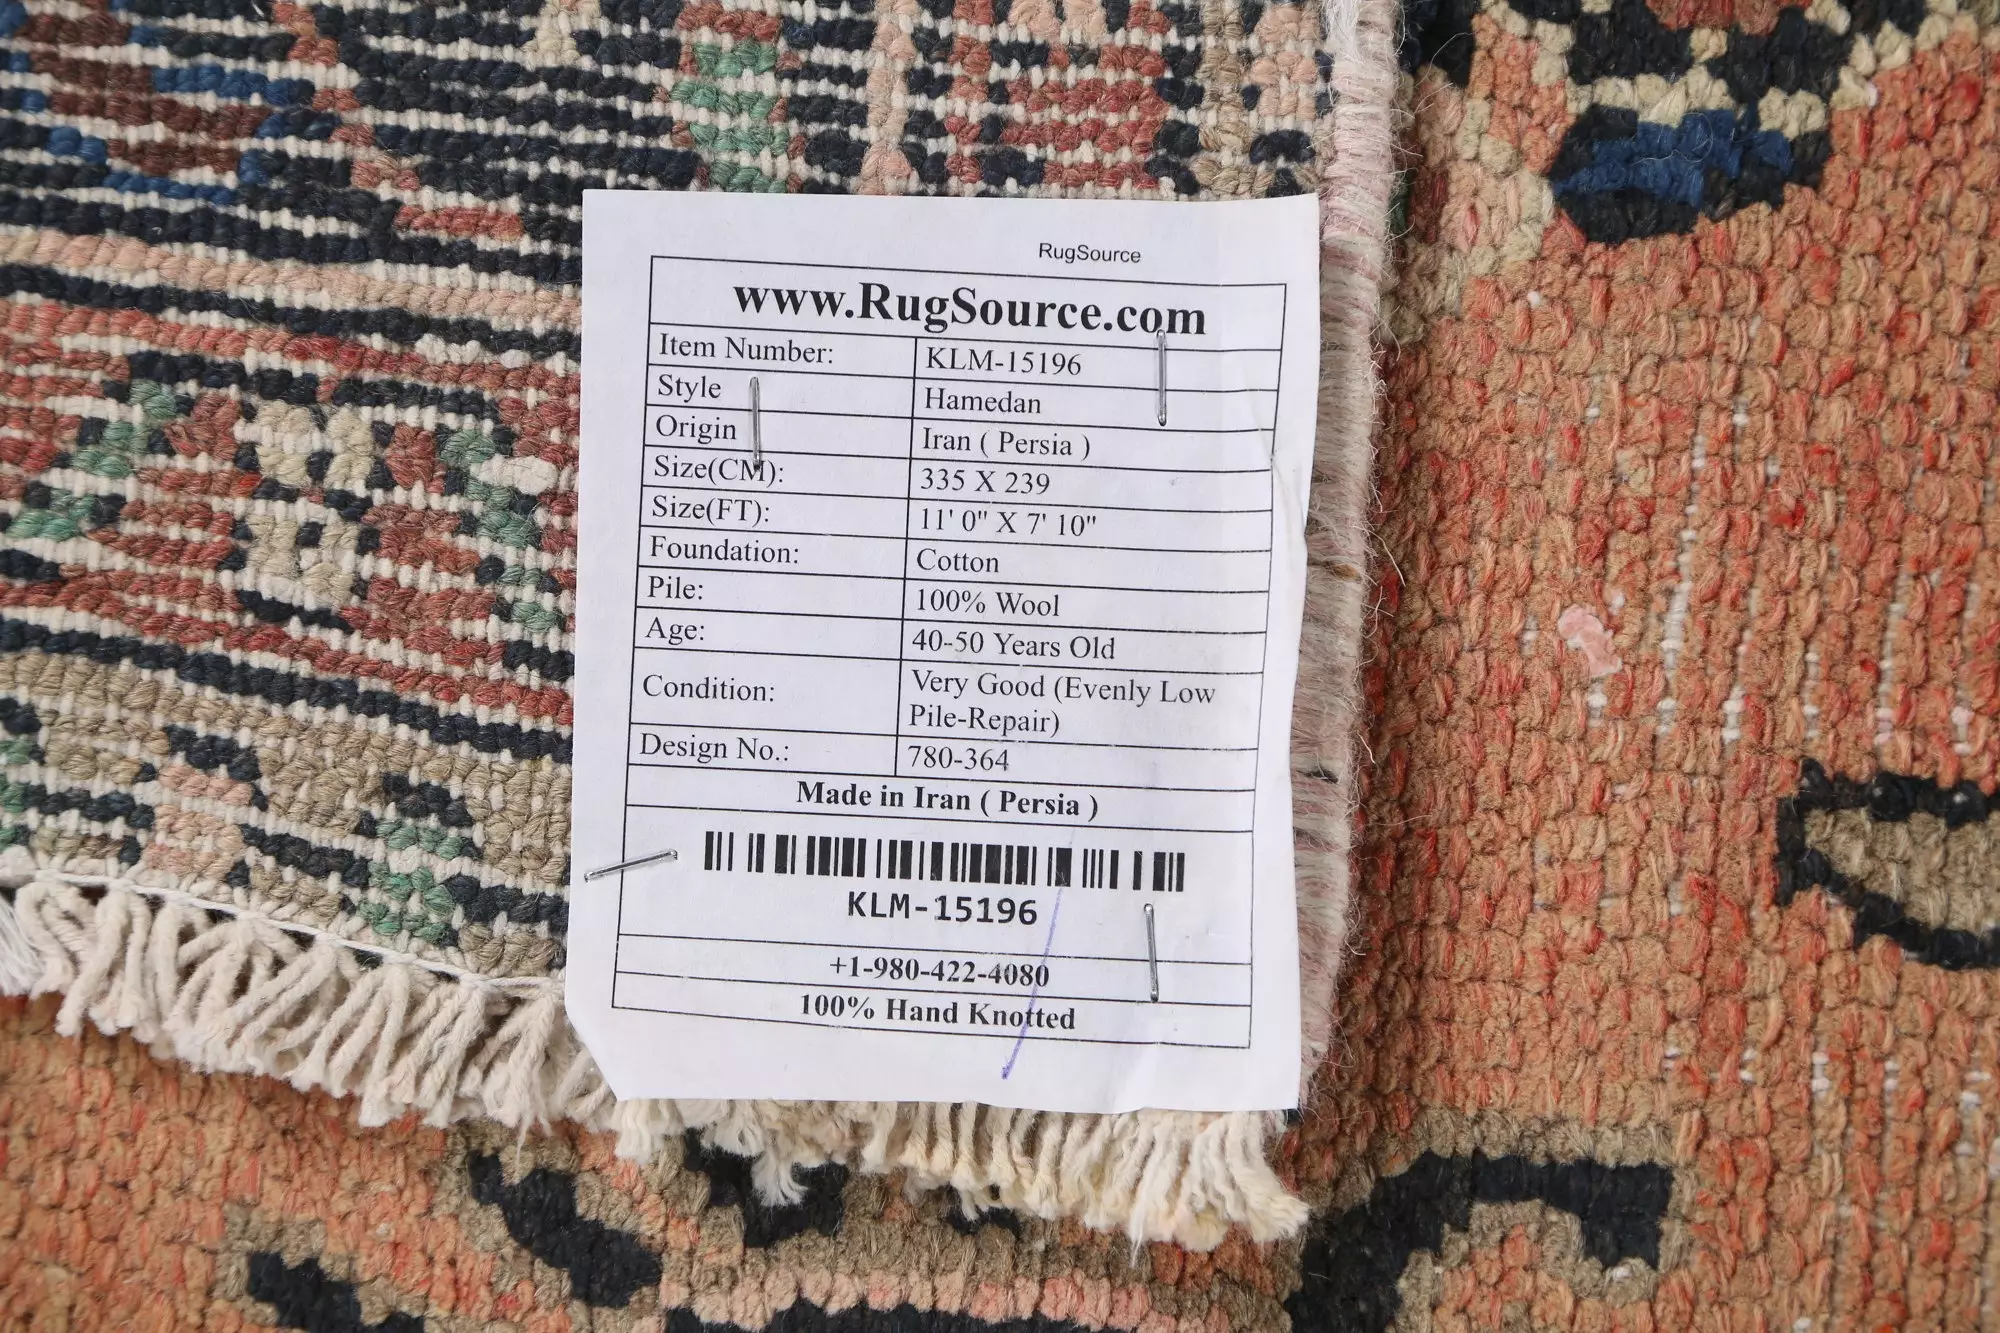 RugSource
www.RugSource.com
Item Number: KLM-15196
Style Hamedan
Origin Iran ( Persia )
Size(CM): 335 X 239
Size(FT): 11' 0" X 7' 10"
Foundation: Cotton
Pile: 100% Wool
Age: 40-50 Years Old
Condition: Very Good (Evenly Low
Pile-Repair)
Design No.: 780-364
Made in Iran ( Persia )
KLM-15196
+1-980-422-4080
100% Hand Knotted